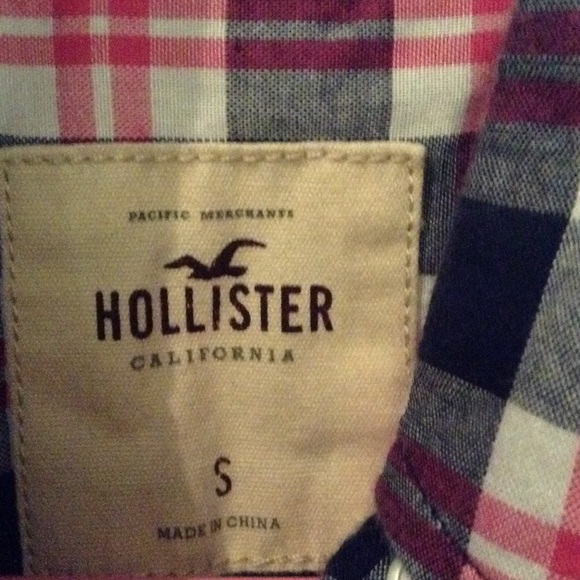 PACIFIC MERCHANTS
HOLLISTER
CALIFORNIA
S
MADE IN CHINA